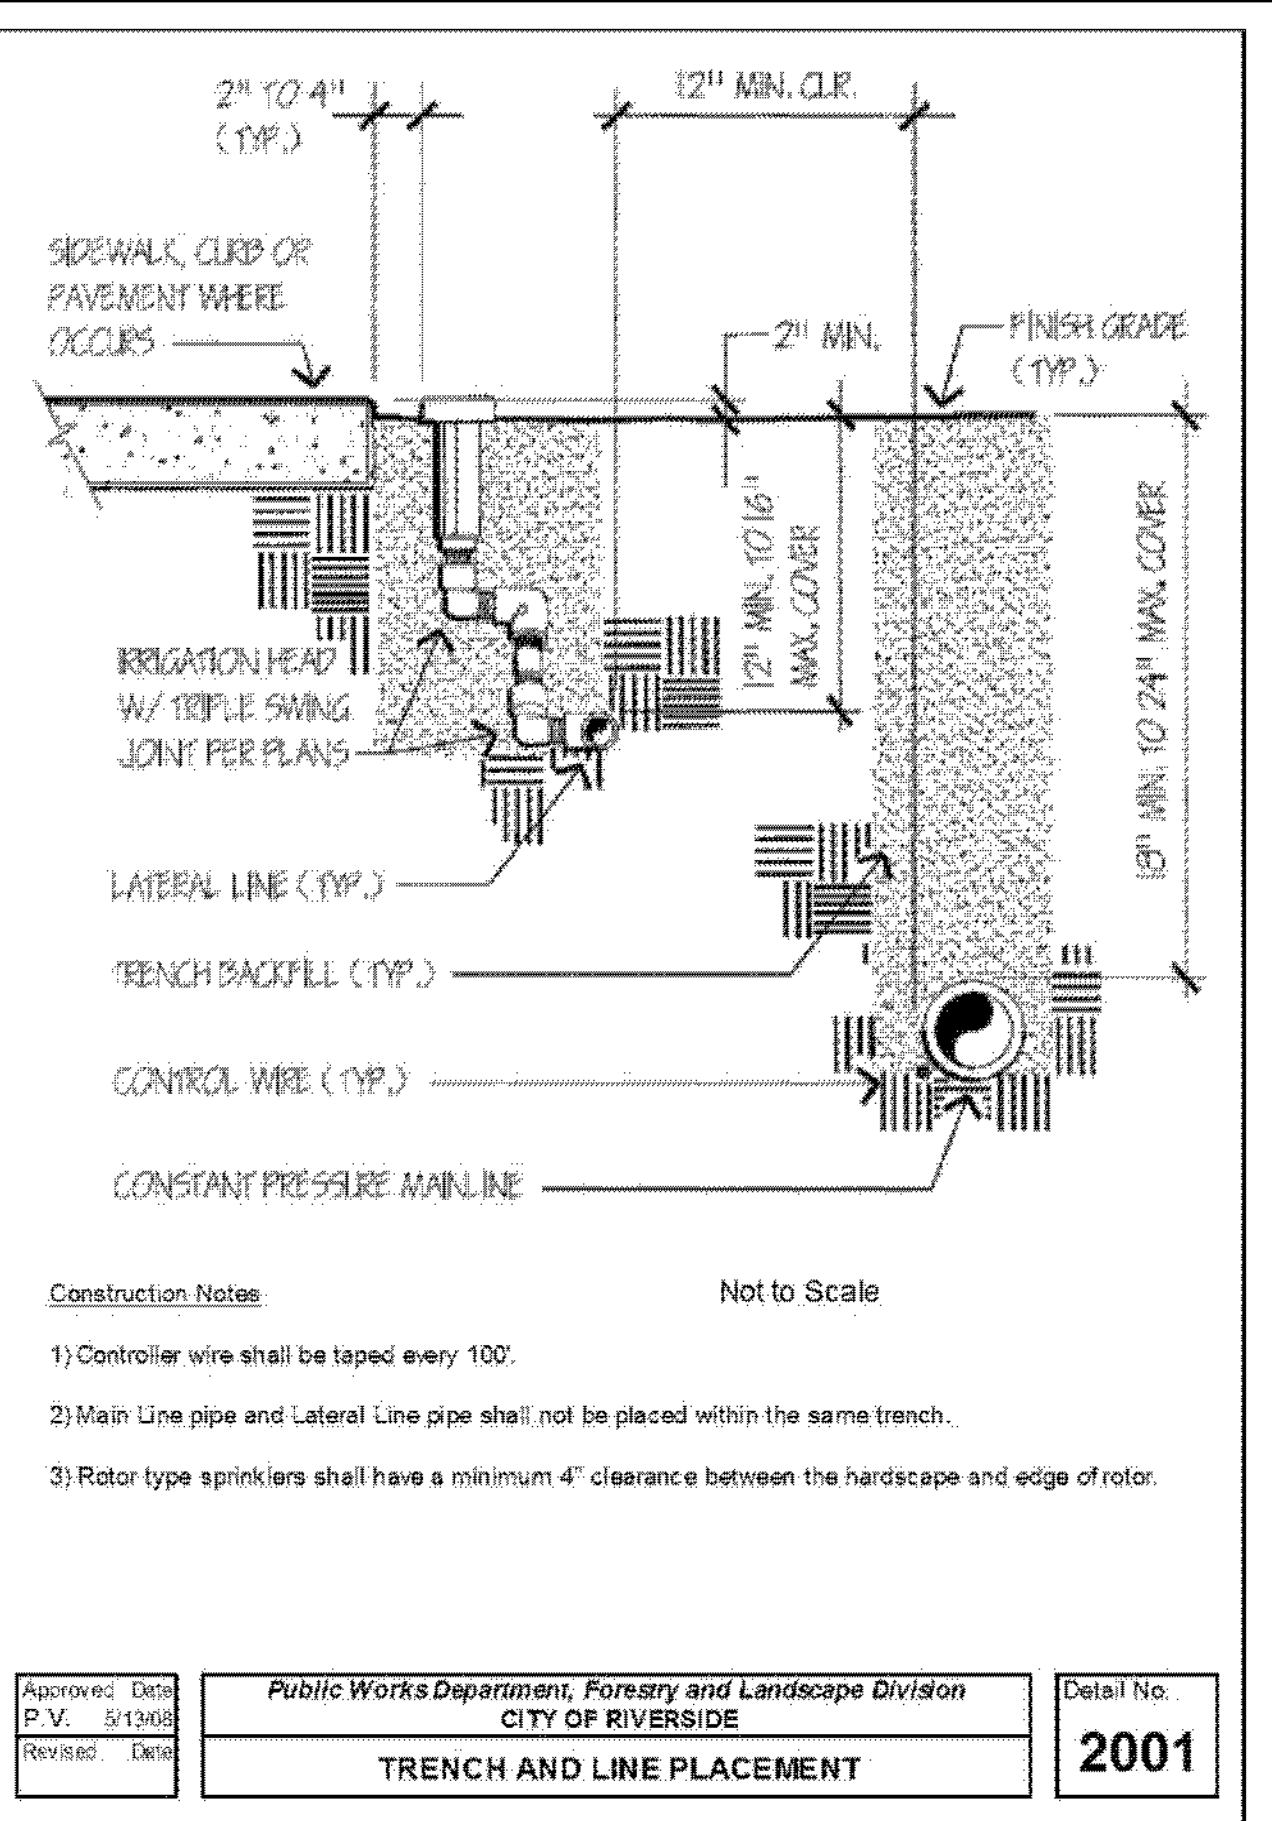 2" TO 4"
(TYP.)
12" MIN. CLR.
SIDEWALK, CURB OR
PAVEMENT WHERE
OCCURS
2" MIN.
FINISH GRADE
(TYP.)
12" MIN. TO 16"
MAX. COVER
18" MIN. TO 24" MAX. COVER
IRRIGATION HEAD
W/ TRIPLE SWING
JOINT PER PLANS
LATERAL LINE (TYP.)
TRENCH BACKFILL (TYP.)
CONTROL WIRE (TYP.)
CONSTANT PRESSURE MAINLINE
Construction Notes
Not to Scale
1) Controller wire shall be taped every 100'.
2) Main Line pipe and Lateral Line pipe shall not be placed within the same trench.
3) Rotor type sprinklers shall have a minimum 4" clearance between the hardscape and edge of rotor.
Approved Date
P.V. 5/13/08
Revised Date
Public Works Department, Forestry and Landscape Division
CITY OF RIVERSIDE
TRENCH AND LINE PLACEMENT
Detail No.
2001